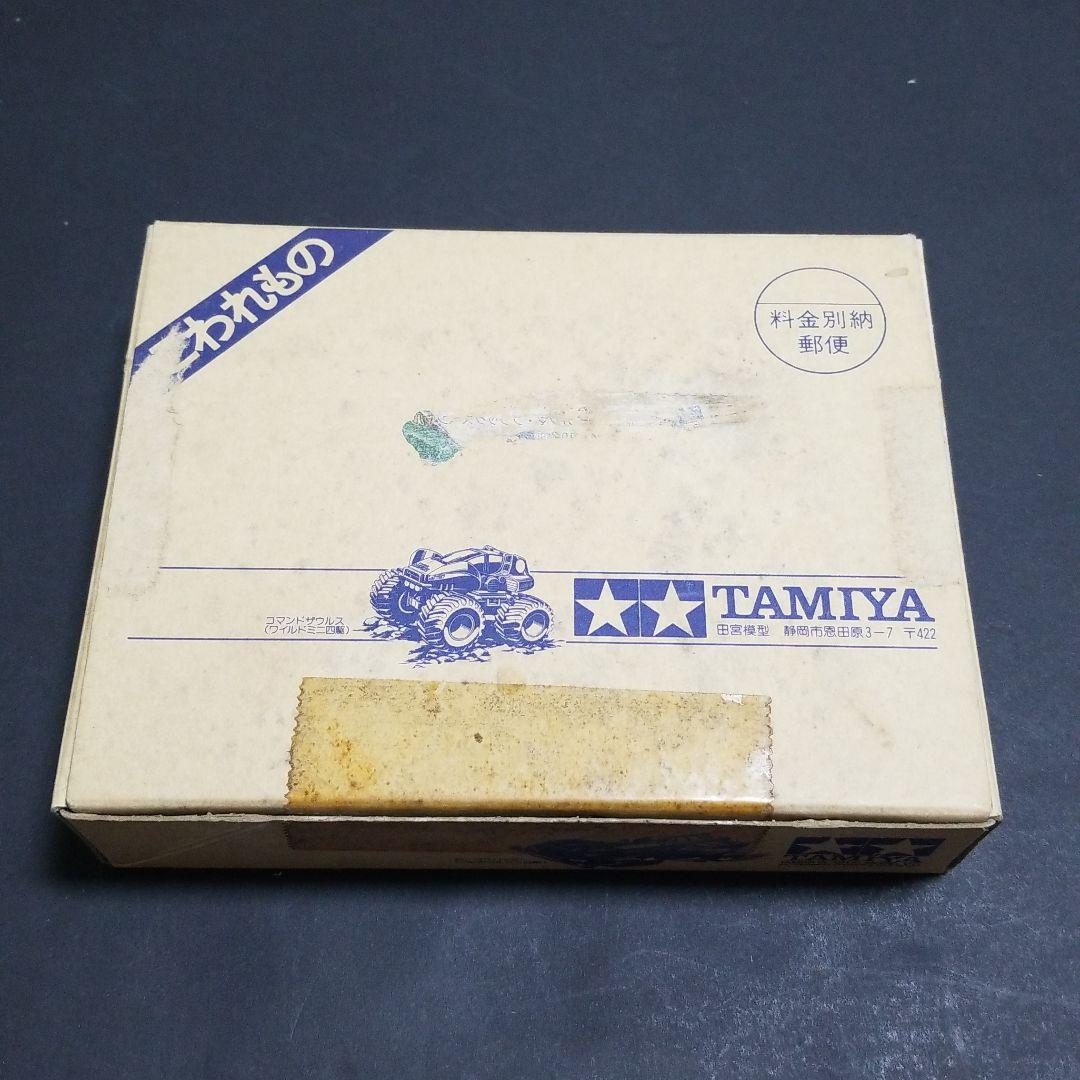 われもの
料金別納
郵便
コマンドザウルス
(ワイルドミニ四駆)
TAMIYA
田宮模型 静岡市恩田原3-7 〒422
TAMIYA